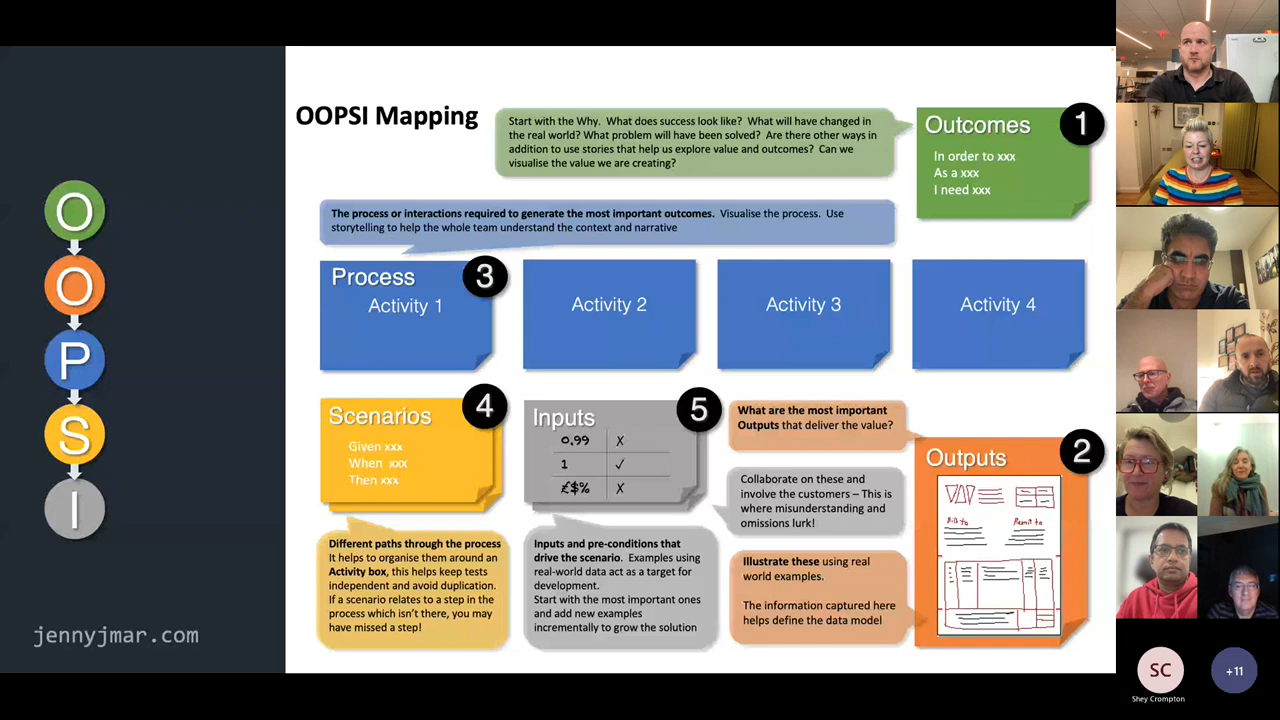 OOPSI Mapping
Start with the Why. What does success look like? What will have changed in
the real world? What problem will have been solved? Are there other ways in
addition to use stories that help us explore value and outcomes? Can we
visualise the value we are creating?
Outcomes
1
In order to xxx
As a xxx
I need xxx
The process or interactions required to generate the most important outcomes. Visualise the process. Use
storytelling to help the whole team understand the context and narrative
Process
3
Activity 1
Activity 2
Activity 3
Activity 4
Scenarios
4
Given xxx
When xxx
Then xxx
Inputs
5
0.99 X
1 ✓
£$% X
What are the most important
Outputs that deliver the value?
Outputs
2
Bill to
Remit to
Collaborate on these and
involve the customers – This is
where misunderstanding and
omissions lurk!
Different paths through the process
It helps to organise them around an
Activity box, this helps keep tests
independent and avoid duplication.
If a scenario relates to a step in the
process which isn't there, you may
have missed a step!
Inputs and pre-conditions that
drive the scenario. Examples using
real-world data act as a target for
development.
Start with the most important ones
and add new examples
incrementally to grow the solution
Illustrate these using real
world examples.
The information captured here
helps define the data model
O
O
P
S
I
jennyjmar.com
SC
Shey Crompton
+11